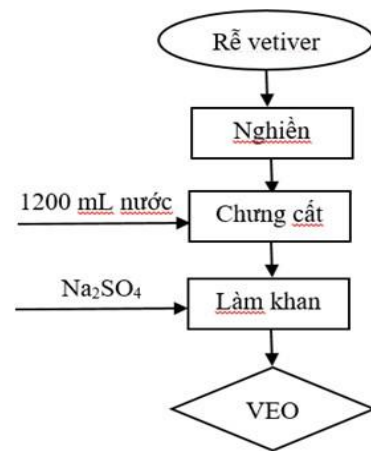 Rễ vetiver
Nghiền
1200 mL nước
Chưng cất
Na₂SO₄
Làm khan
VEO